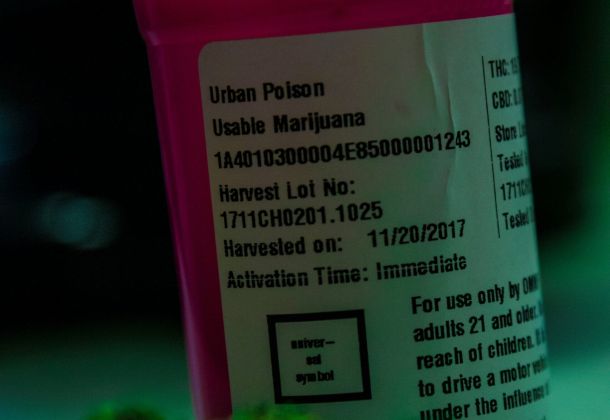 Urban Poison
Usable Marijuana
1A4010300004E85000001243
Harvest Lot No:
1711CH0201.1025
Harvested on: 11/20/2017
Activation Time: Immediate
univer-
sal
symbol
THC:
CBD:
Store
Tested
Tested
For use only by
adults 21 and older.
reach of children.
to drive a motor
under the influence